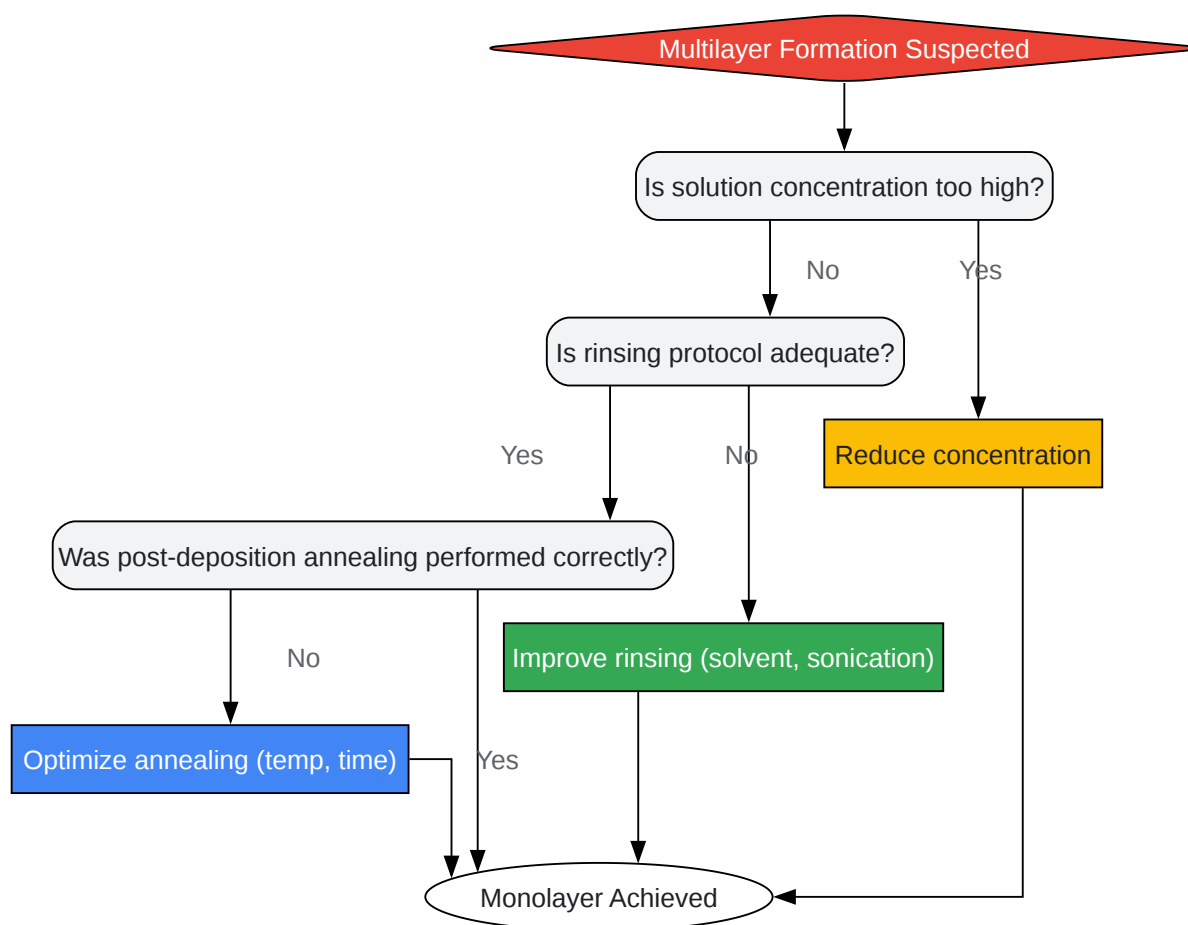 Multilayer Formation Suspected
Is solution concentration too high?
No
Yes
Is rinsing protocol adequate?
Yes
No
Reduce concentration
Was post-deposition annealing performed correctly?
No
Improve rinsing (solvent, sonication)
Optimize annealing (temp, time)
Yes
Monolayer Achieved